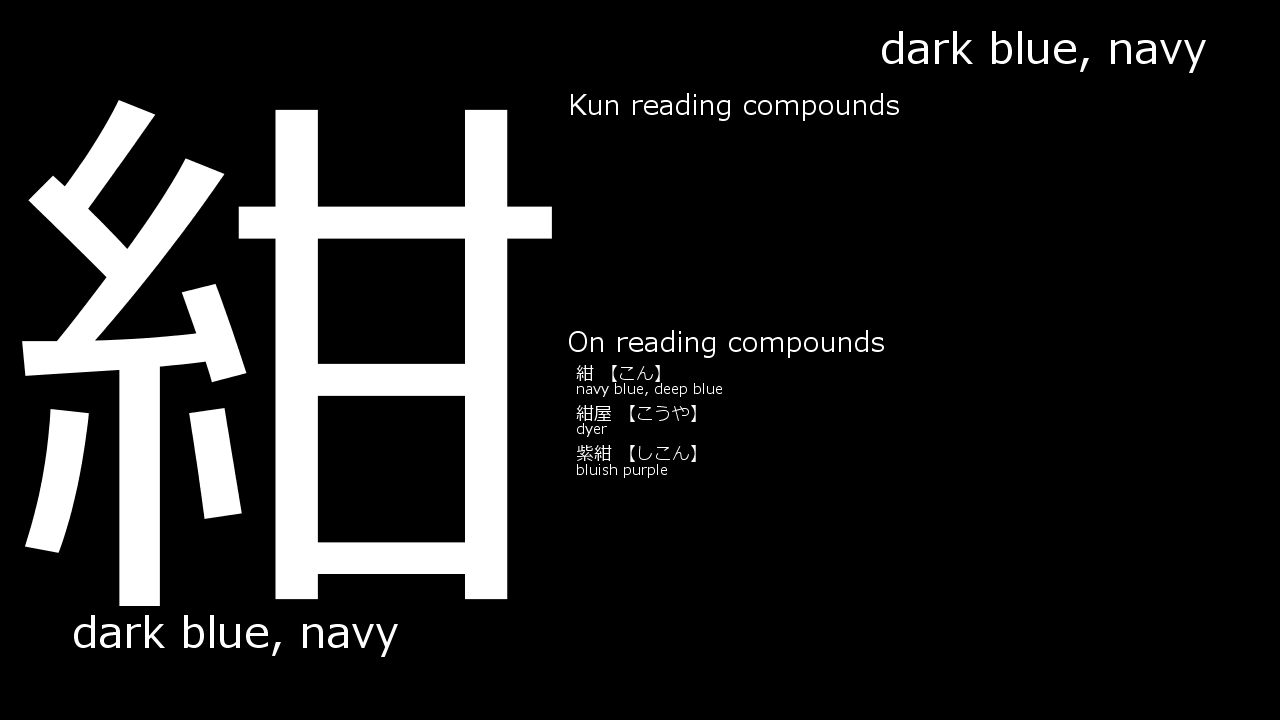 dark blue, navy
紺
dark blue, navy
Kun reading compounds
On reading compounds
紺 【こん】
navy blue, deep blue
紺屋 【こうや】
dyer
紫紺 【しこん】
bluish purple